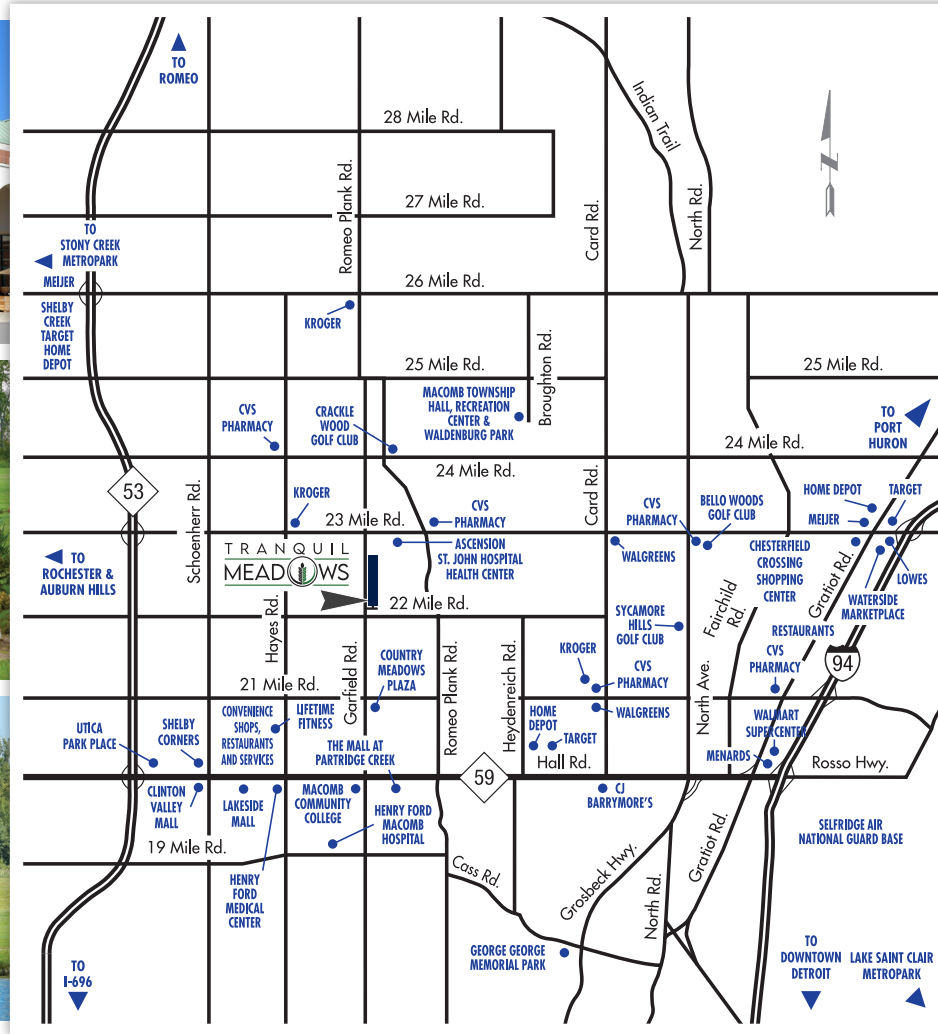 TO
ROMEO
28 Mile Rd.
Indian Trail
27 Mile Rd.
Romeo Plank Rd.
Card Rd.
North Rd.
N
TO
STONY CREEK
METROPARK
MEIJER
SHELBY
CREEK
TARGET
HOME
DEPOT
26 Mile Rd.
KROGER
25 Mile Rd.
Broughton Rd.
25 Mile Rd.
MACOMB TOWNSHIP
HALL, RECREATION
CENTER &
WALDENBURG PARK
CVS
PHARMACY
CRACKLE
WOOD
GOLF CLUB
TO
PORT
HURON
24 Mile Rd.
24 Mile Rd.
53
Schoenherr Rd.
KROGER
23 Mile Rd.
CVS
PHARMACY
Card Rd.
CVS
PHARMACY
BELLO WOODS
GOLF CLUB
HOME DEPOT
TARGET
MEIJER
TO
ROCHESTER &
AUBURN HILLS
TRANQUIL
MEADOWS
ASCENSION
ST. JOHN HOSPITAL
HEALTH CENTER
WALGREENS
CHESTERFIELD
CROSSING
SHOPPING
CENTER
Gratiot Rd.
LOWES
WATERSIDE
MARKETPLACE
22 Mile Rd.
Hayes Rd.
SYCAMORE
HILLS
GOLF CLUB
Fairchild
Rd.
RESTAURANTS
CVS
PHARMACY
94
Garfield Rd.
COUNTRY
MEADOWS
PLAZA
Romeo Plank Rd.
Heydenreich Rd.
KROGER
CVS
PHARMACY
North Ave.
21 Mile Rd.
WALGREENS
UTICA
PARK PLACE
SHELBY
CORNERS
CONVENIENCE
SHOPS,
RESTAURANTS
AND SERVICES
LIFETIME
FITNESS
THE MALL AT
PARTRIDGE CREEK
HOME
DEPOT
TARGET
WALMART
SUPERCENTER
MENARDS
59
Hall Rd.
Rosso Hwy.
CLINTON
VALLEY
MALL
LAKESIDE
MALL
MACOMB
COMMUNITY
COLLEGE
HENRY FORD
MACOMB
HOSPITAL
CJ
BARRYMORE'S
SELFRIDGE AIR
NATIONAL GUARD BASE
19 Mile Rd.
HENRY
FORD
MEDICAL
CENTER
Cass Rd.
Grosbeck Hwy.
North Rd.
Gratiot Rd.
GEORGE GEORGE
MEMORIAL PARK
TO
I-696
TO
DOWNTOWN
DETROIT
LAKE SAINT CLAIR
METROPARK